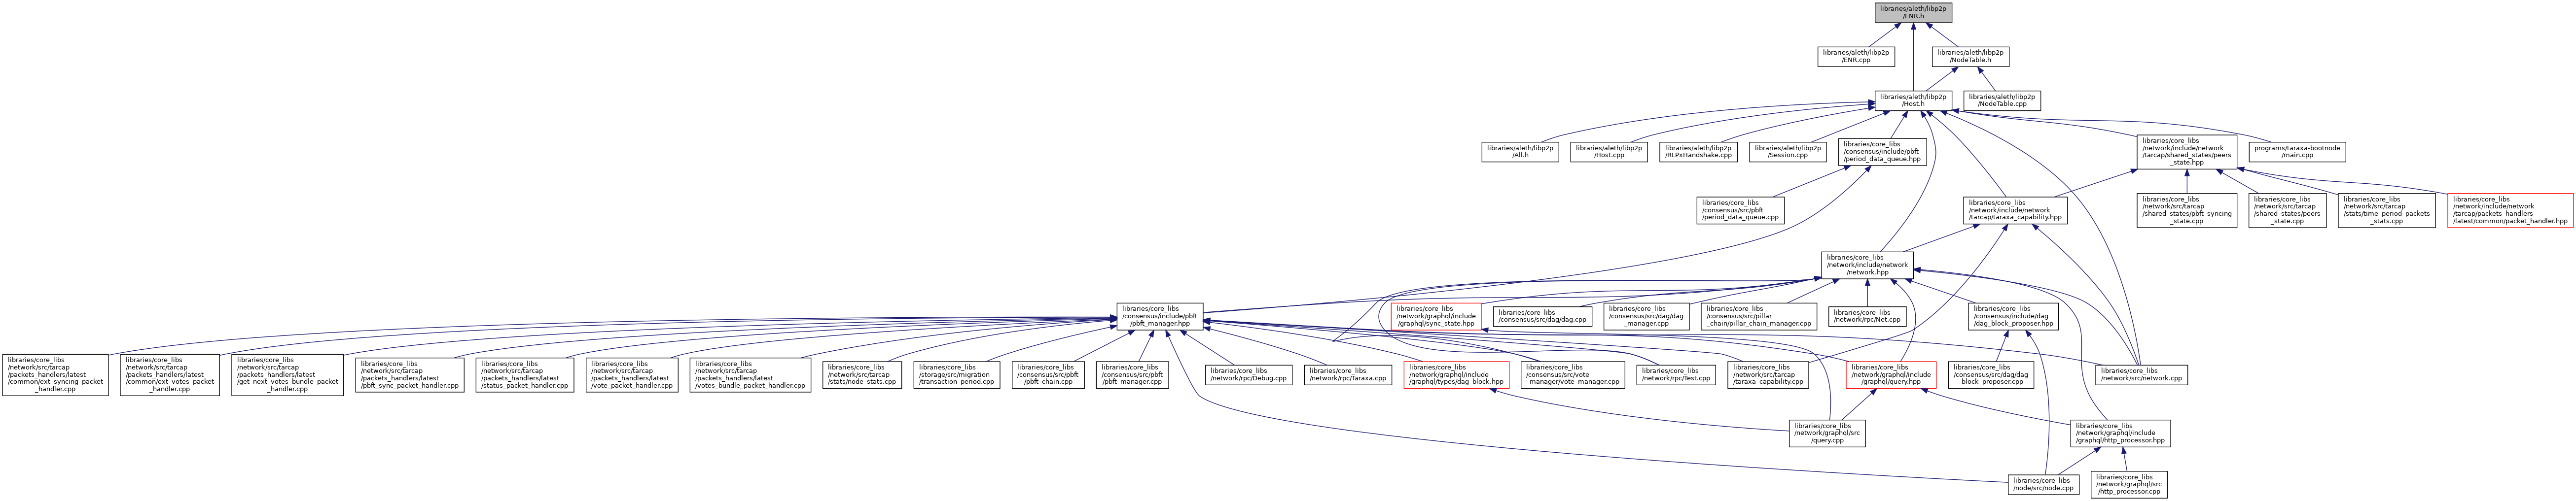 libraries/aleth/libp2p
/ENR.h
libraries/aleth/libp2p
/ENR.cpp
libraries/aleth/libp2p
/NodeTable.h
libraries/aleth/libp2p
/Host.h
libraries/aleth/libp2p
/NodeTable.cpp
libraries/aleth/libp2p
/All.h
libraries/aleth/libp2p
/Host.cpp
libraries/aleth/libp2p
/RLPxHandshake.cpp
libraries/aleth/libp2p
/Session.cpp
libraries/core_libs
/consensus/include/pbft
/period_data_queue.hpp
libraries/core_libs
/network/include/network
/tarcap/shared_states/peers
_state.hpp
programs/taraxa-bootnode
/main.cpp
libraries/core_libs
/consensus/src/pbft
/period_data_queue.cpp
libraries/core_libs
/network/include/network
/tarcap/taraxa_capability.hpp
libraries/core_libs
/network/src/tarcap
/shared_states/pbft_syncing
_state.cpp
libraries/core_libs
/network/src/tarcap
/shared_states/peers
_state.cpp
libraries/core_libs
/network/src/tarcap
/stats/time_period_packets
_stats.cpp
libraries/core_libs
/network/include/network
/tarcap/packets_handlers
/latest/common/packet_handler.hpp
libraries/core_libs
/network/include/network
/network.hpp
libraries/core_libs
/consensus/include/pbft
/pbft_manager.hpp
libraries/core_libs
/network/graphql/include
/graphql/sync_state.hpp
libraries/core_libs
/consensus/src/dag/dag.cpp
libraries/core_libs
/consensus/src/dag/dag
_manager.cpp
libraries/core_libs
/consensus/src/pillar
_chain/pillar_chain_manager.cpp
libraries/core_libs
/network/rpc/Net.cpp
libraries/core_libs
/consensus/include/dag
/dag_block_proposer.hpp
libraries/core_libs
/network/src/tarcap
/packets_handlers/latest
/common/ext_syncing_packet
_handler.cpp
libraries/core_libs
/network/src/tarcap
/packets_handlers/latest
/common/ext_votes_packet
_handler.cpp
libraries/core_libs
/network/src/tarcap
/packets_handlers/latest
/get_next_votes_bundle_packet
_handler.cpp
libraries/core_libs
/network/src/tarcap
/packets_handlers/latest
/pbft_sync_packet_handler.cpp
libraries/core_libs
/network/src/tarcap
/packets_handlers/latest
/status_packet_handler.cpp
libraries/core_libs
/network/src/tarcap
/packets_handlers/latest
/vote_packet_handler.cpp
libraries/core_libs
/network/src/tarcap
/packets_handlers/latest
/votes_bundle_packet_handler.cpp
libraries/core_libs
/network/src/tarcap
/stats/node_stats.cpp
libraries/core_libs
/storage/src/migration
/transaction_period.cpp
libraries/core_libs
/consensus/src/pbft
/pbft_chain.cpp
libraries/core_libs
/consensus/src/pbft
/pbft_manager.cpp
libraries/core_libs
/network/rpc/Debug.cpp
libraries/core_libs
/network/rpc/Taraxa.cpp
libraries/core_libs
/network/graphql/include
/graphql/types/dag_block.hpp
libraries/core_libs
/consensus/src/vote
_manager/vote_manager.cpp
libraries/core_libs
/network/rpc/Test.cpp
libraries/core_libs
/network/src/tarcap
/taraxa_capability.cpp
libraries/core_libs
/network/graphql/include
/graphql/query.hpp
libraries/core_libs
/consensus/src/dag/dag
_block_proposer.cpp
libraries/core_libs
/network/src/network.cpp
libraries/core_libs
/network/graphql/src
/query.cpp
libraries/core_libs
/network/graphql/include
/graphql/http_processor.hpp
libraries/core_libs
/node/src/node.cpp
libraries/core_libs
/network/graphql/src
/http_processor.cpp